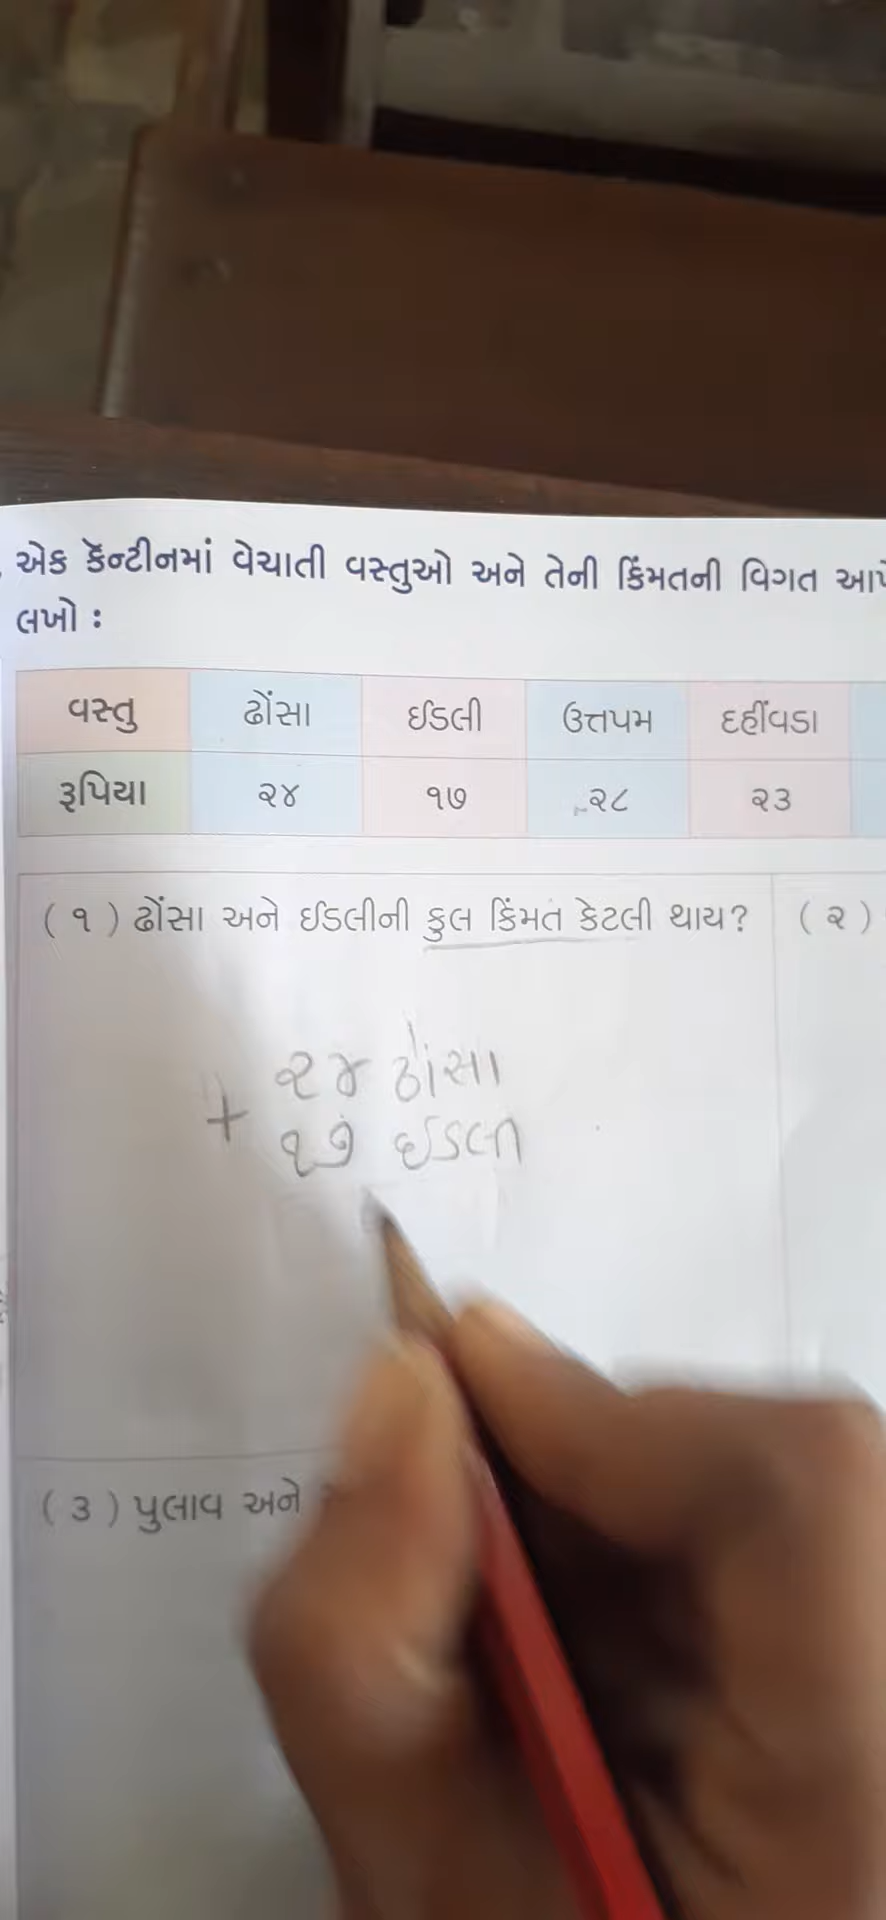 એક કૅન્ટીનમાં વેચાતી વસ્તુઓ અને તેની કિંમતની વિગત
લખો :
વસ્તુ ઢોંસા ઈડલી ઉત્તપમ દહીંવડા
રૂપિયા ૨૪ ૧૭ ૨૮ ૨૩
( ૧ ) ઢોંસા અને ઈડલીની કુલ કિંમત કેટલી થાય? ( ૨ )
૨૪ ઢોંસા
+ ૧૭ ઈડલી
( ૩ ) પુલાવ અને